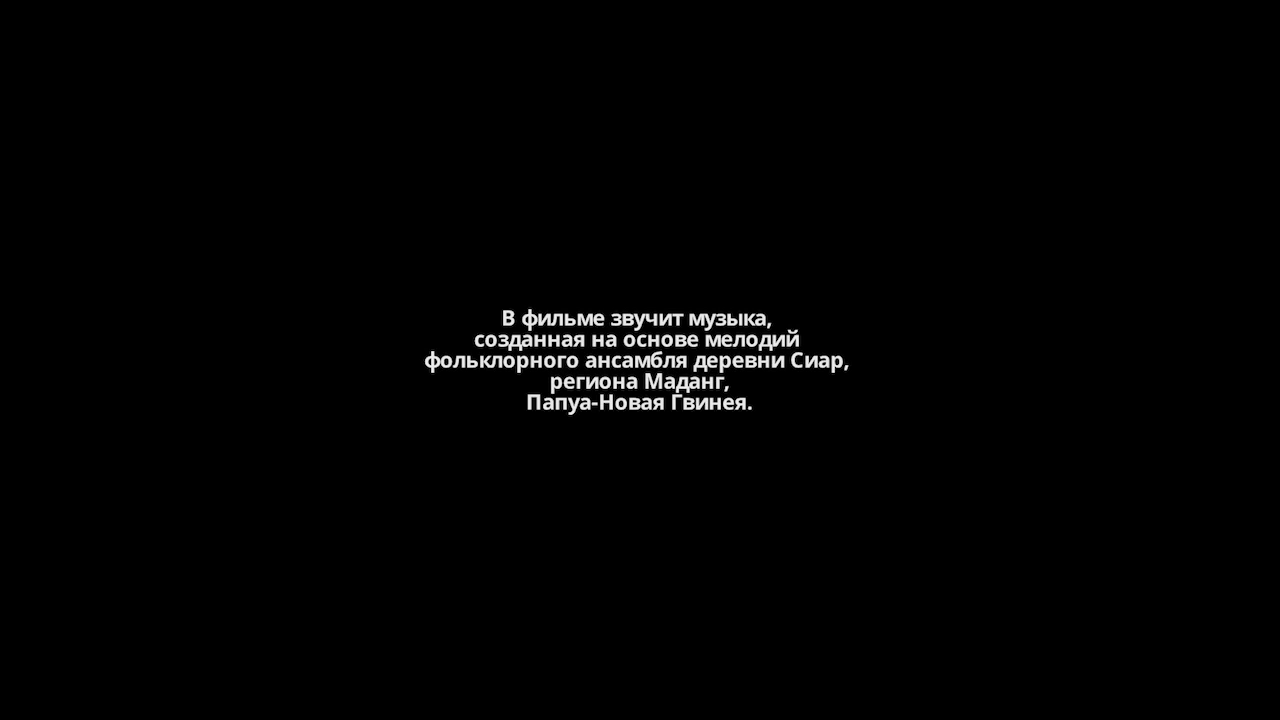 В фильме звучит музыка,
созданная на основе мелодий
фольклорного ансамбля деревни Сиар,
региона Маданг,
Папуа-Новая Гвинея.